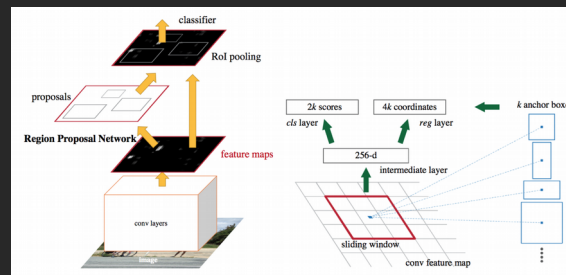 classifier
RoI pooling
proposals
Region Proposal Network
feature maps
conv layers
image
2k scores
4k coordinates
k anchor boxe
cls layer
reg layer
256-d
intermediate layer
sliding window
conv feature map